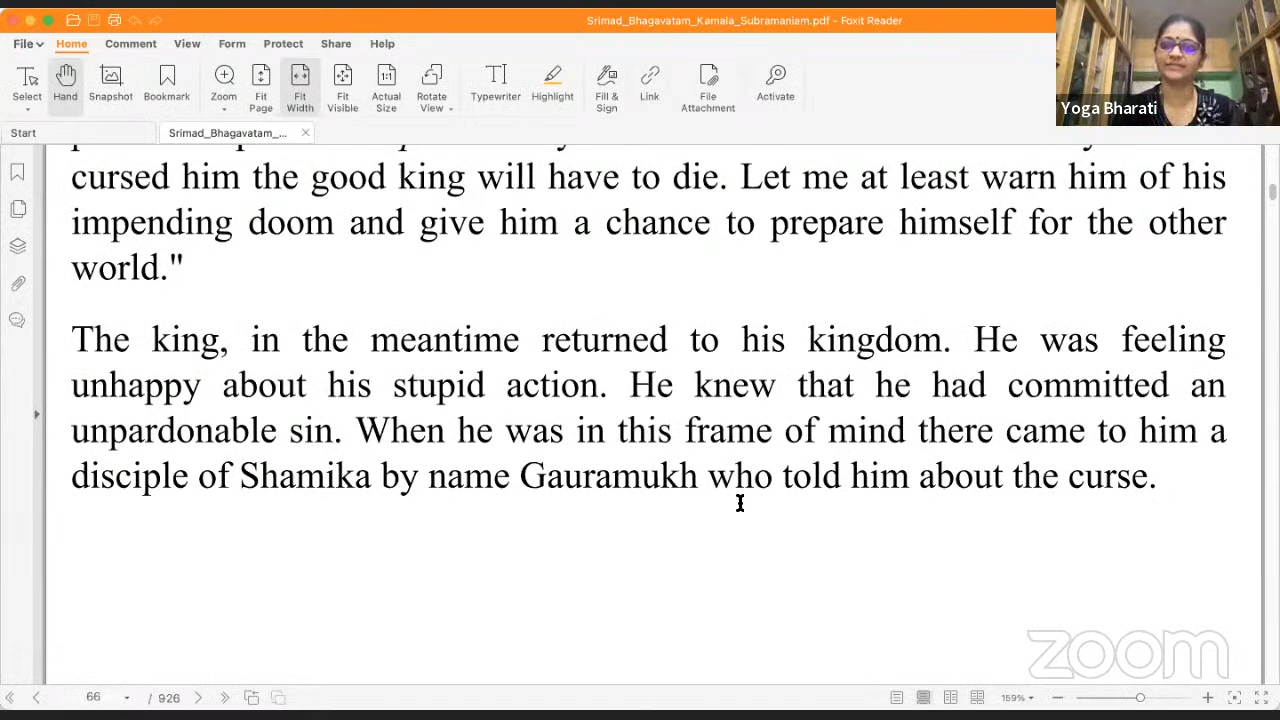 Srimad_Bhagavatam_Kamala_Subramaniam.pdf - Foxit Reader
File Home Comment View Form Protect Share Help
Select Hand Snapshot Bookmark Zoom Fit Page Fit Width Fit Visible Actual Size Rotate View Typewriter Highlight Fill & Sign Link File Attachment Activate
Yoga Bharati
Start Srimad_Bhagavatam_...
cursed him the good king will have to die. Let me at least warn him of his
impending doom and give him a chance to prepare himself for the other
world."
The king, in the meantime returned to his kingdom. He was feeling
unhappy about his stupid action. He knew that he had committed an
unpardonable sin. When he was in this frame of mind there came to him a
disciple of Shamika by name Gauramukh who told him about the curse.
zoom
66 / 926 159%